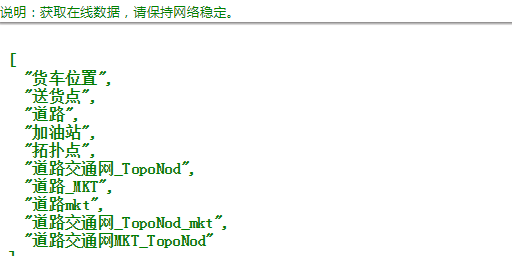 说明：获取在线数据，请保持网络稳定。
[
"货车位置",
"送货点",
"道路",
"加油站",
"拓扑点",
"道路交通网_TopoNod",
"道路_MKT",
"道路mkt",
"道路交通网_TopoNod_mkt",
"道路交通网MKT_TopoNod"
]